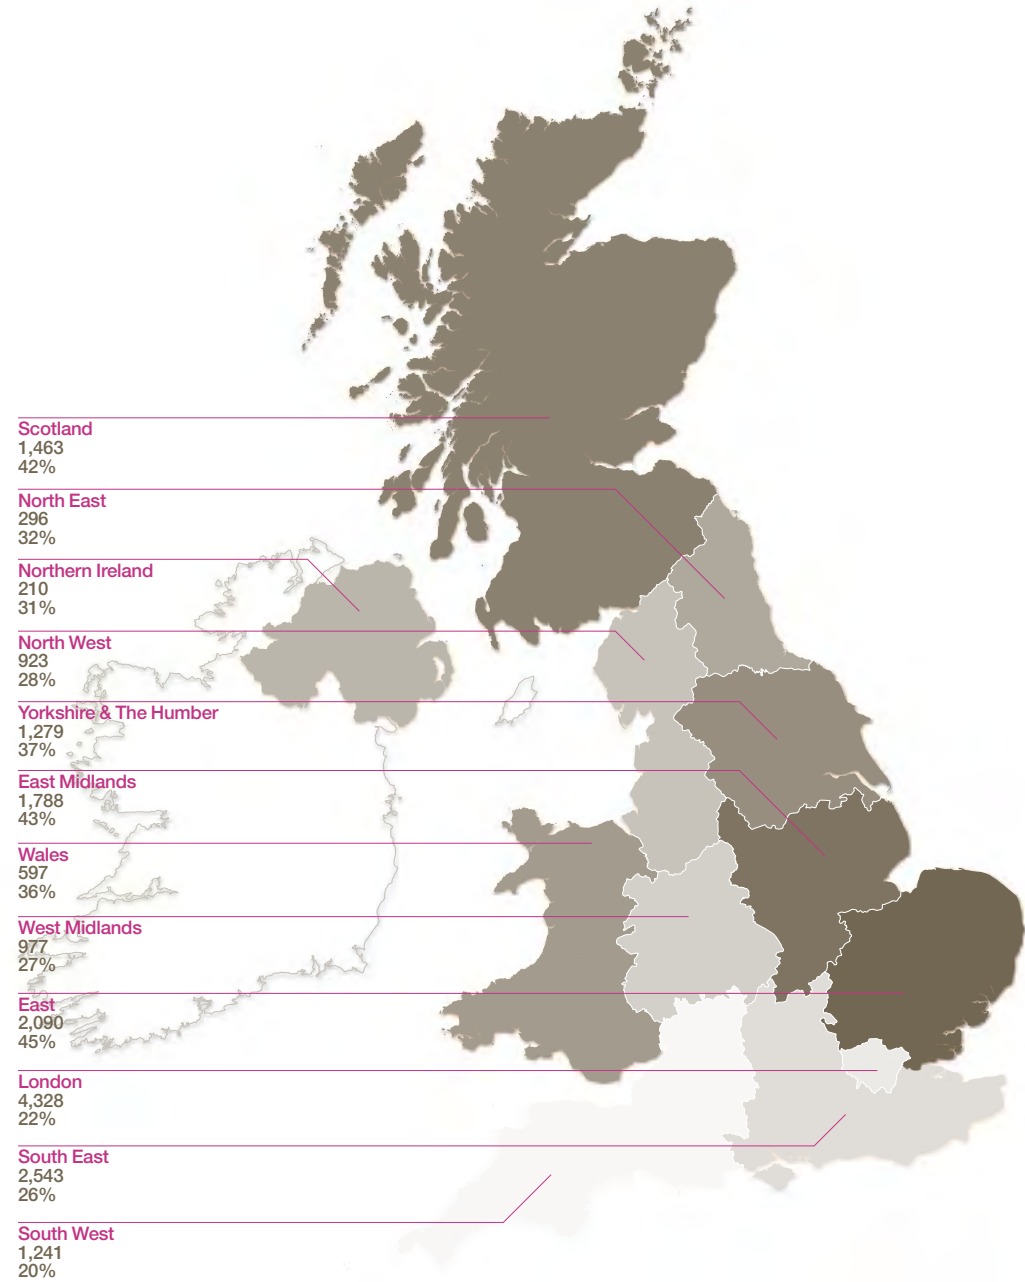 Scotland
1,463
42%
North East
296
32%
Northern Ireland
210
31%
North West
923
28%
Yorkshire & The Humber
1,279
37%
East Midlands
1,788
43%
Wales
597
36%
West Midlands
977
27%
East
2,090
45%
London
4,328
22%
South East
2,543
26%
South West
1,241
20%